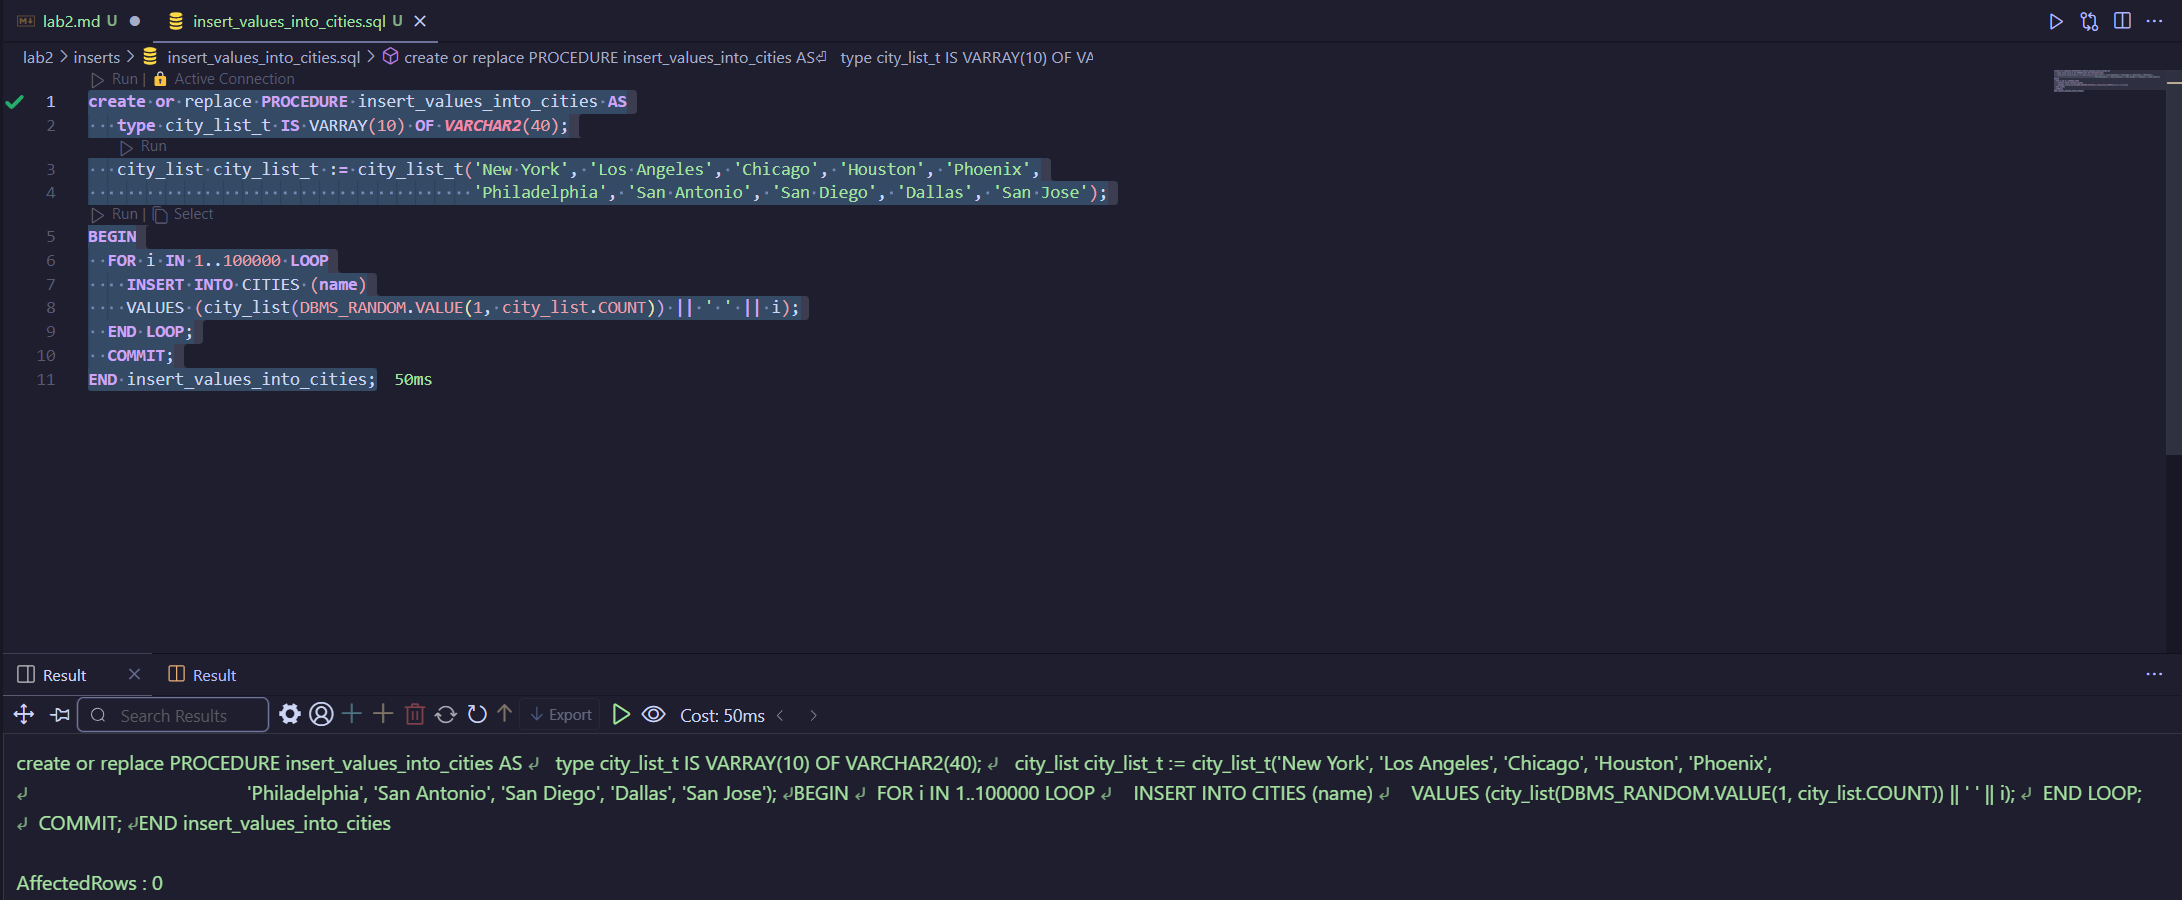 lab2.md U
insert_values_into_cities.sql U
lab2 > inserts > insert_values_into_cities.sql > create or replace PROCEDURE insert_values_into_cities AS⏎ type city_list_t IS VARRAY(10) OF VA
Run | Active Connection
1 create or replace PROCEDURE insert_values_into_cities AS
2 type city_list_t IS VARRAY(10) OF VARCHAR2(40);
Run
3 city_list city_list_t := city_list_t('New York', 'Los Angeles', 'Chicago', 'Houston', 'Phoenix',
4 'Philadelphia', 'San Antonio', 'San Diego', 'Dallas', 'San Jose');
Run | Select
5 BEGIN
6 FOR i IN 1..100000 LOOP
7 INSERT INTO CITIES (name)
8 VALUES (city_list(DBMS_RANDOM.VALUE(1, city_list.COUNT)) || ' ' || i);
9 END LOOP;
10 COMMIT;
11 END insert_values_into_cities; 50ms
Result
Result
Search Results
Export
Cost: 50ms
create or replace PROCEDURE insert_values_into_cities AS ↲ type city_list_t IS VARRAY(10) OF VARCHAR2(40); ↲ city_list city_list_t := city_list_t('New York', 'Los Angeles', 'Chicago', 'Houston', 'Phoenix',
↲ 'Philadelphia', 'San Antonio', 'San Diego', 'Dallas', 'San Jose'); ↲BEGIN ↲ FOR i IN 1..100000 LOOP ↲ INSERT INTO CITIES (name) ↲ VALUES (city_list(DBMS_RANDOM.VALUE(1, city_list.COUNT)) || ' ' || i); ↲ END LOOP;
↲ COMMIT; ↲END insert_values_into_cities
AffectedRows : 0